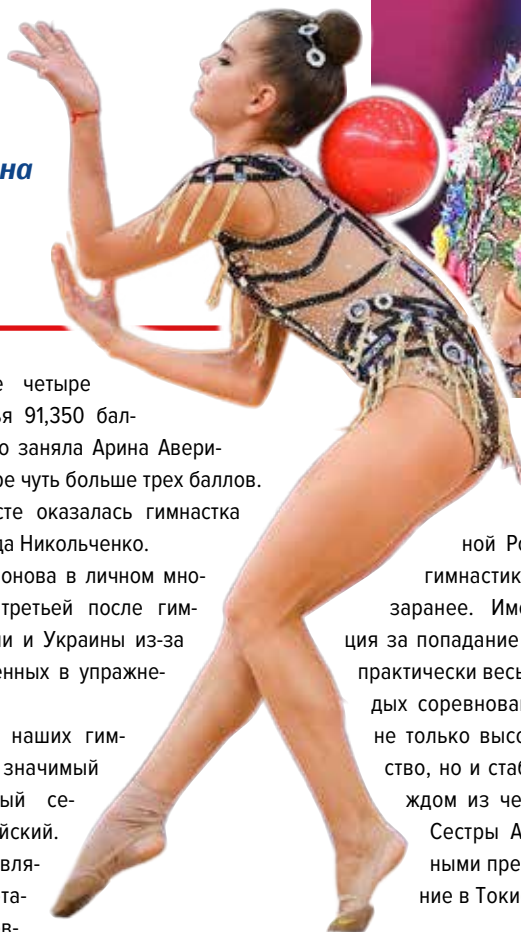 на
е четыре
ья 91,350 бал-
о заняла Арина Авери-
ре чуть больше трех баллов.
сте оказалась гимнастка
да Никольченко.
онова в личном мно-
третьей после гим-
ии и Украины из-за
енных в упражне-
наших гим-
значимый
ый се-
йский.
вля-
та-
в-
ной Ро
гимнастик
заранее. Име
ция за попадание
практически весь
дых соревнова
не только высо
ство, но и стаб
ждом из че
Сестры А
ными пре
ние в Токи